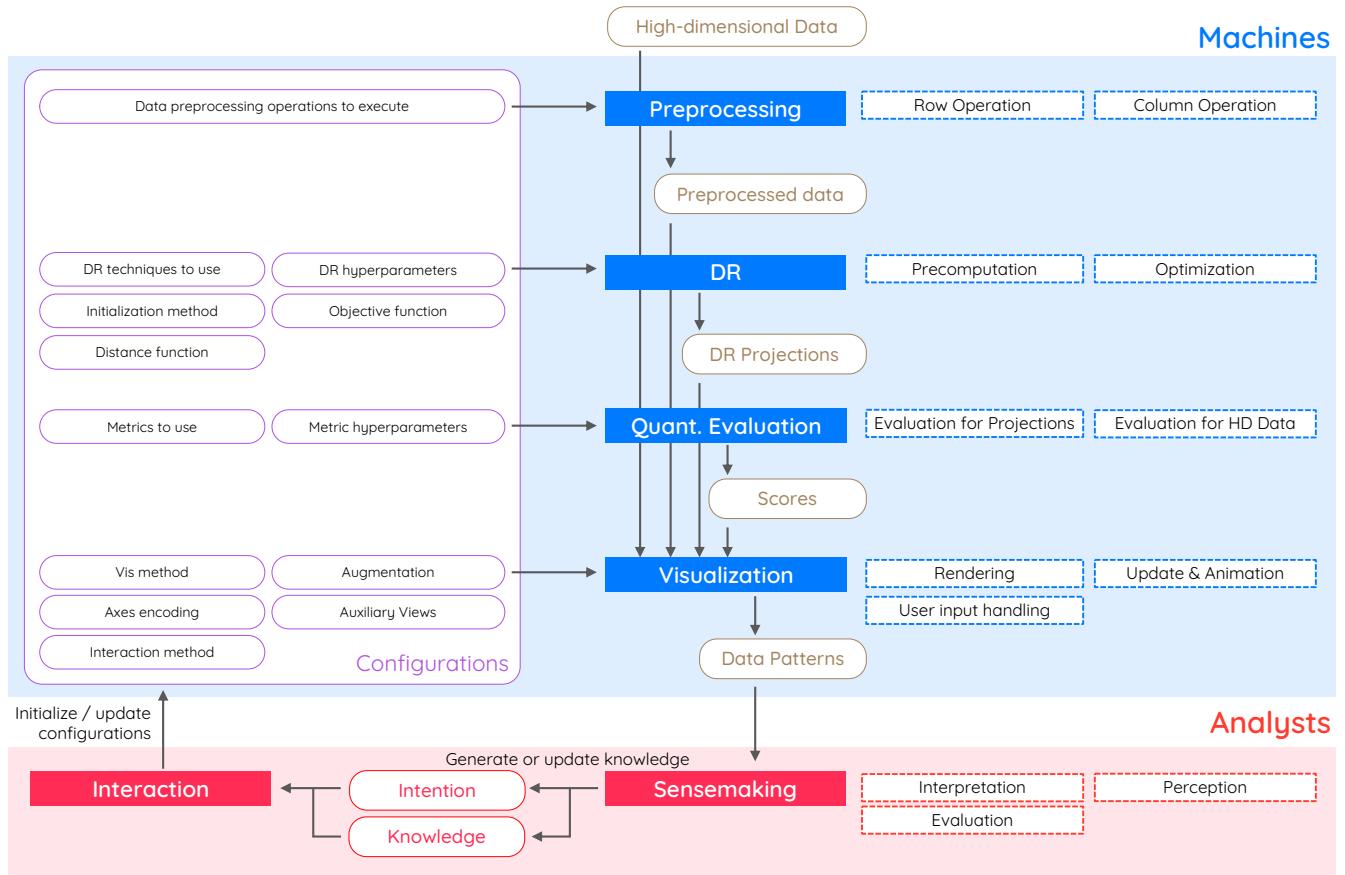 High-dimensional Data
Machines
Data preprocessing operations to execute
Preprocessing
Row Operation
Column Operation
Preprocessed data
DR techniques to use
DR hyperparameters
DR
Precomputation
Optimization
Initialization method
Objective function
Distance function
DR Projections
Metrics to use
Metric hyperparameters
Quant. Evaluation
Evaluation for Projections
Evaluation for HD Data
Scores
Vis method
Augmentation
Visualization
Rendering
Update & Animation
Axes encoding
Auxiliary Views
User input handling
Interaction method
Configurations
Data Patterns
Initialize / update
configurations
Analysts
Generate or update knowledge
Interaction
Intention
Sensemaking
Interpretation
Perception
Knowledge
Evaluation